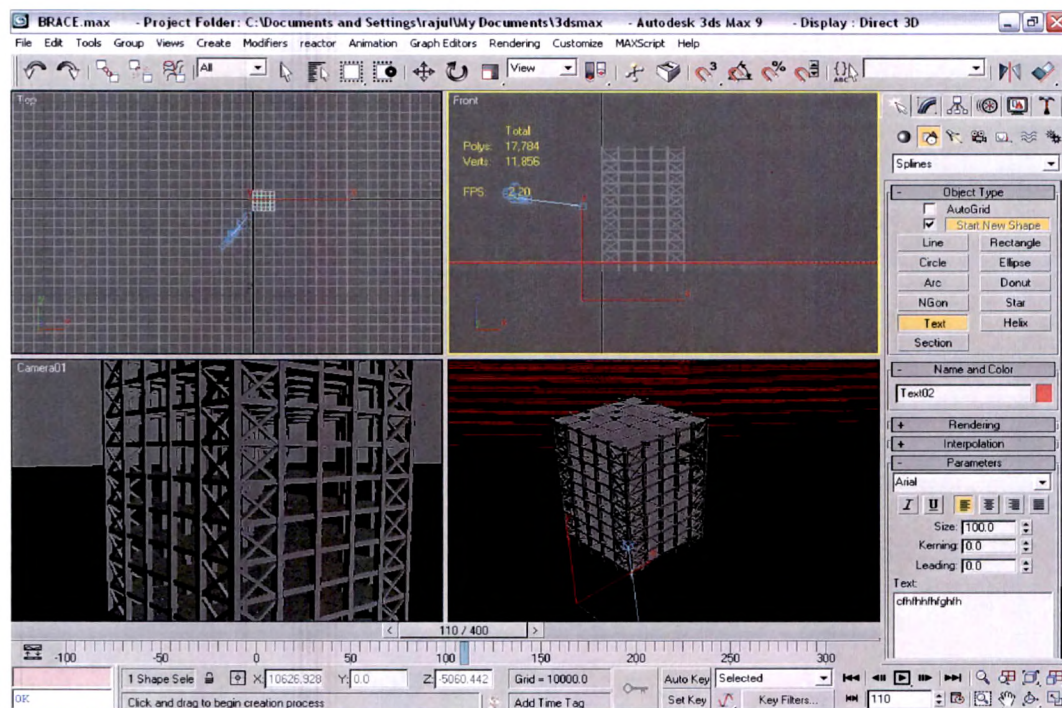 BRACE.max - Project Folder: C:\Documents and Settings\rajul\My Documents\3dsmax - Autodesk 3ds Max 9 - Display : Direct 3D
File Edit Tools Group Views Create Modifiers reactor Animation Graph Editors Rendering Customize MAXScript Help
All View
Top
Front
Total
Polys: 17,784
Verts: 11,856
FPS: 2.20
Camera01
Splines
Object Type
AutoGrid
Start New Shape
Line Rectangle
Circle Ellipse
Arc Donut
NGon Star
Text Helix
Section
Name and Color
Text02
Rendering
Interpolation
Parameters
Arial
I U
Size: 100.0
Kerning: 0.0
Leading: 0.0
Text:
cfhfhhfhfghfh
110 / 400
-100 -50 0 50 100 150 200 250 300
1 Shape Sele X: 10626.928 Y: 0.0 Z: -5060.442 Grid = 10000.0 Auto Key Selected
OK Click and drag to begin creation process Add Time Tag Set Key Key Filters... 110